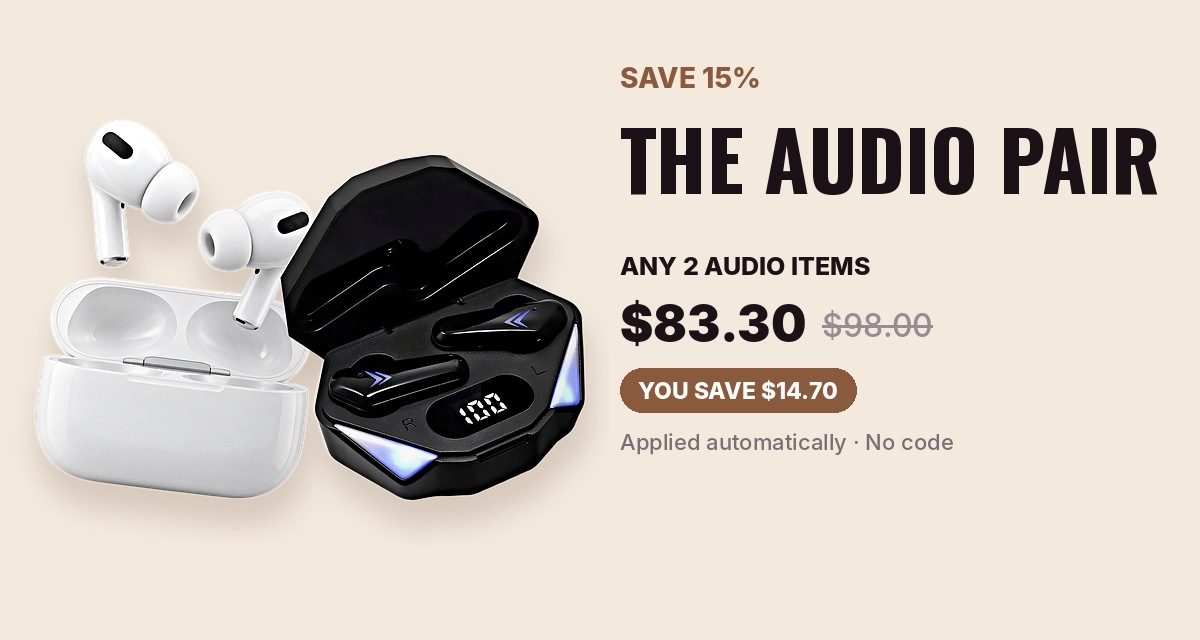 SAVE 15%
THE AUDIO PAIR
ANY 2 AUDIO ITEMS
$83.30 $98.00
YOU SAVE $14.70
Applied automatically · No code
100
L
R